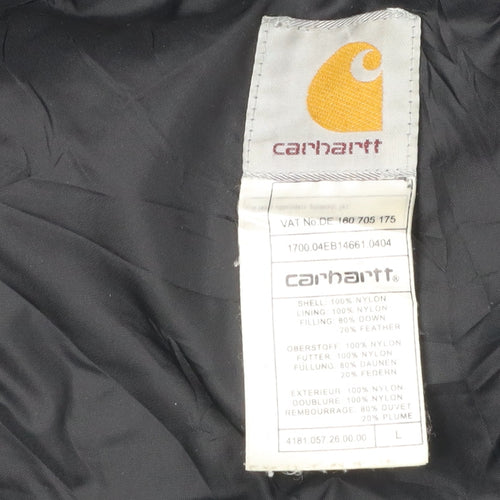 carhartt
VAT No DE 160 705 175
1700.04EB14661.0404
carhartt®
SHELL: 100% NYLON
LINING: 100% NYLON
FILLING: 80% DOWN
20% FEATHER
OBERSTOFF: 100% NYLON
FUTTER: 100% NYLON
FÜLLUNG: 80% DAUNEN
20% FEDERN
EXTERIEUR: 100% NYLON
DOUBLURE: 100% NYLON
REMBOURRAGE: 80% DUVET
20% PLUME
4181.057.26.00.00 L